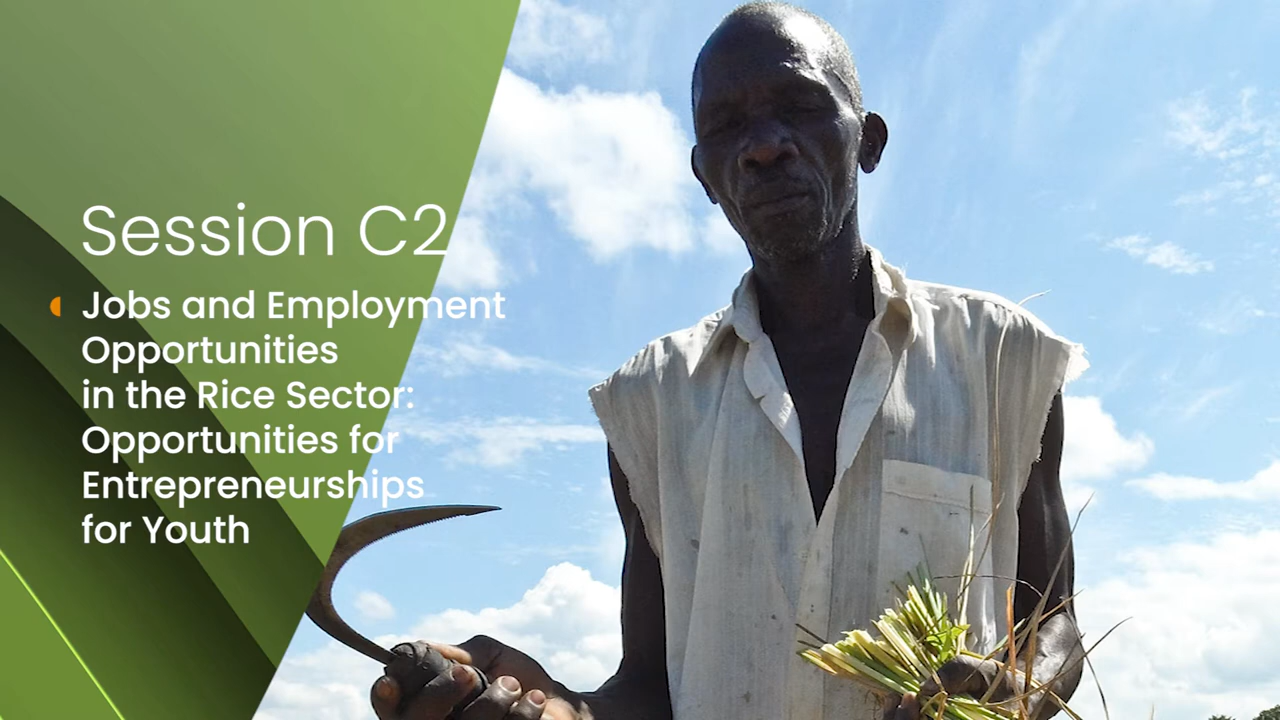 Session C2
Jobs and Employment
Opportunities
in the Rice Sector:
Opportunities for
Entrepreneurships
for Youth